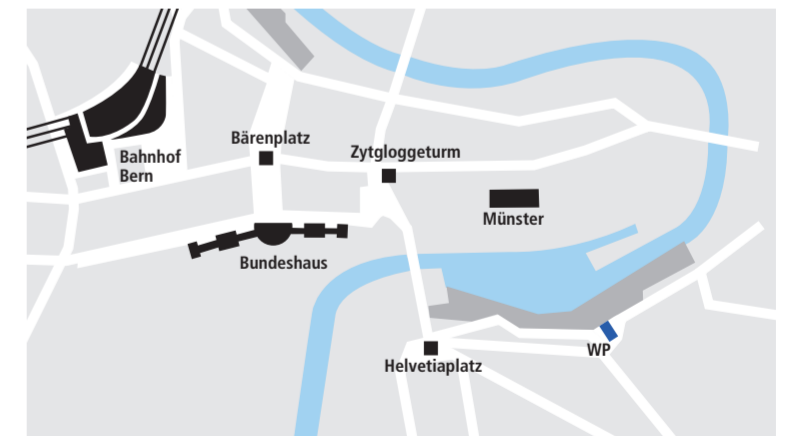 Bärenplatz
Zytgloggeturm
Bahnhof
Bern
Münster
Bundeshaus
WP
Helvetiaplatz